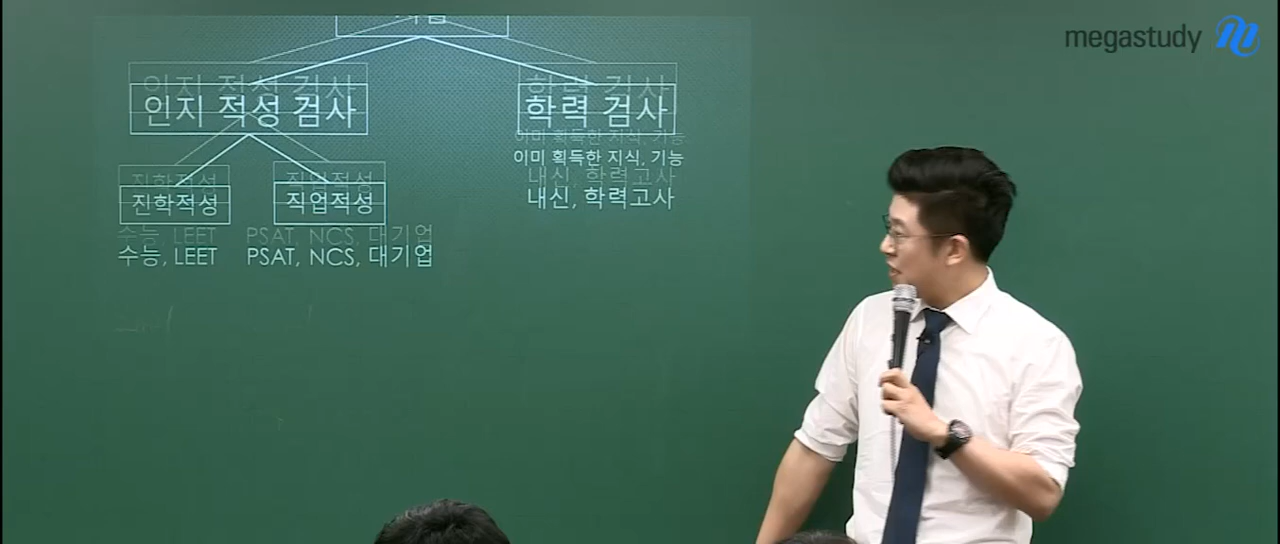 megastudy
인지 적성 검사
학력 검사
이미 획득한 지식, 기능
내신, 학력고사
진학적성
직업적성
수능, LEET
PSAT, NCS, 대기업